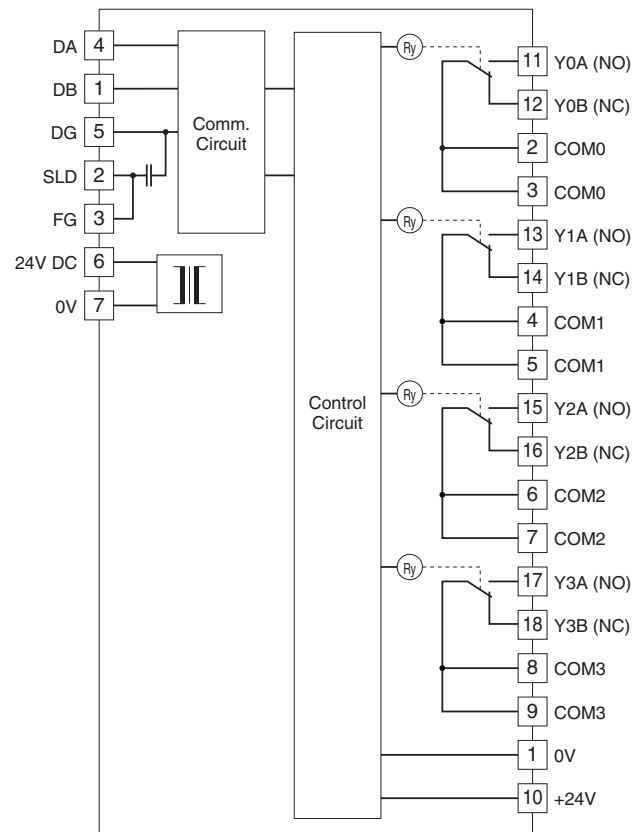 DA 4
DB 1
DG 5
SLD 2
FG 3
24V DC 6
0V 7
Comm.
Circuit
Control
Circuit
Ry
11 Y0A (NO)
12 Y0B (NC)
2 COM0
3 COM0
Ry
13 Y1A (NO)
14 Y1B (NC)
4 COM1
5 COM1
Ry
15 Y2A (NO)
16 Y2B (NC)
6 COM2
7 COM2
Ry
17 Y3A (NO)
18 Y3B (NC)
8 COM3
9 COM3
1 0V
10 +24V